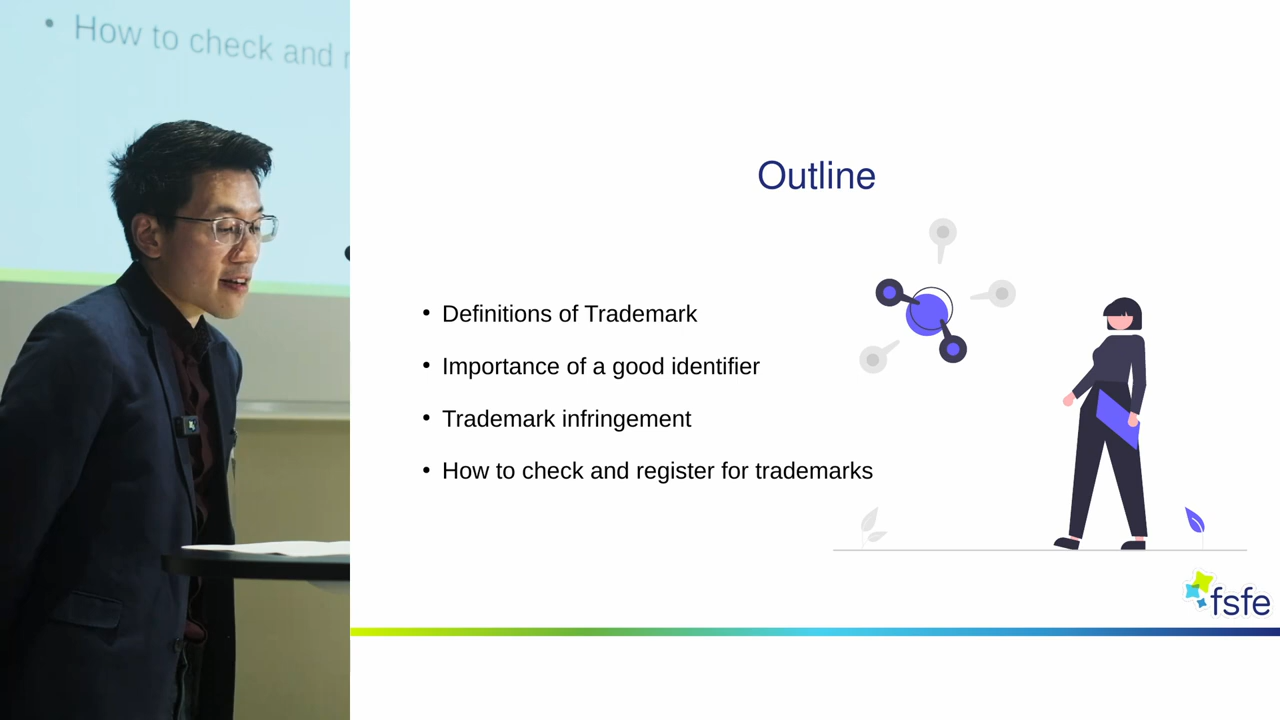 • How to check and r
Outline
• Definitions of Trademark
• Importance of a good identifier
• Trademark infringement
• How to check and register for trademarks
fsfe